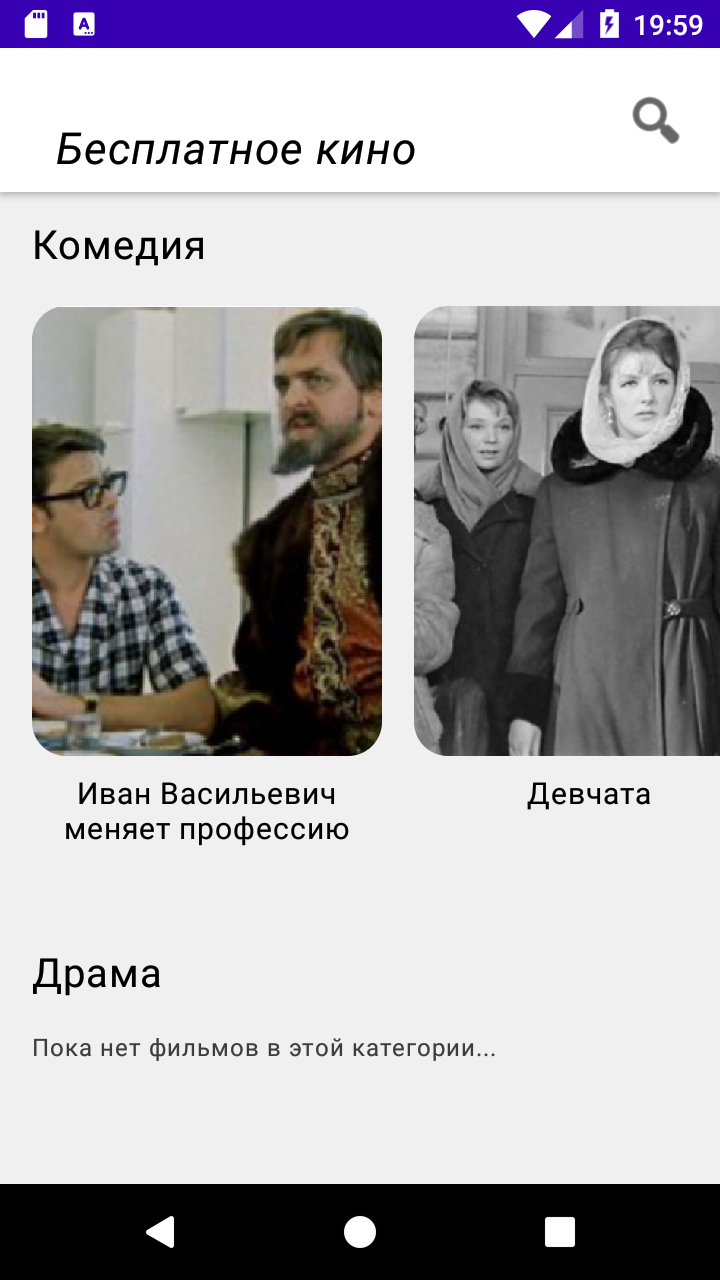 19:59
Бесплатное кино
Комедия
Иван Васильевич
меняет профессию
Девчата
Драма
Пока нет фильмов в этой категории...